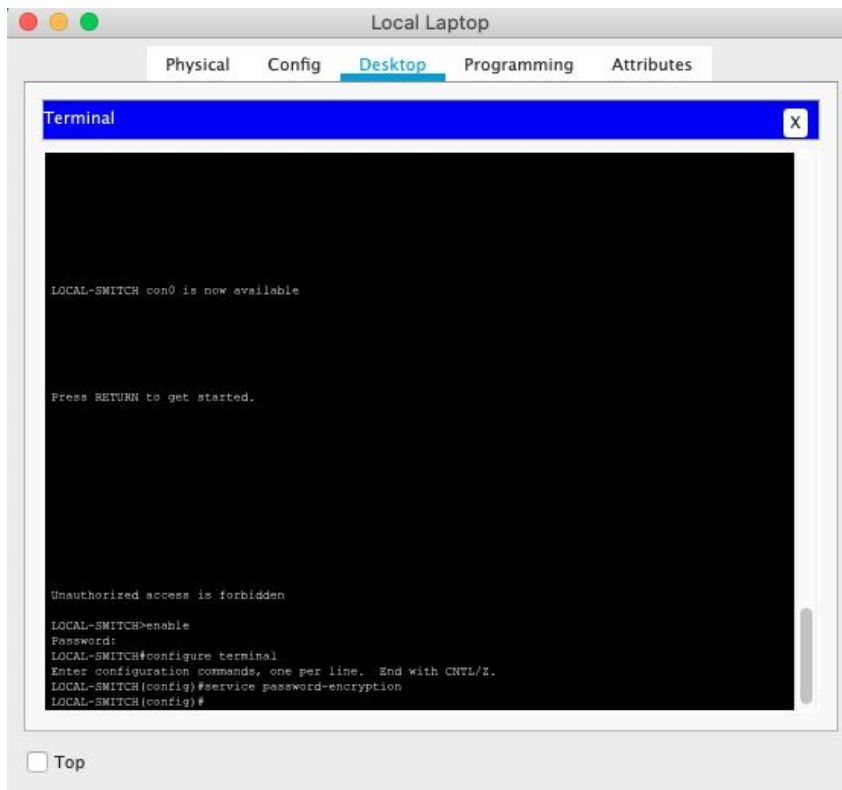 Local Laptop
Physical Config Desktop Programming Attributes
Terminal
X
LOCAL-SWITCH con0 is now available
Press RETURN to get started.
Unauthorized access is forbidden
LOCAL-SWITCH>enable
Password:
LOCAL-SWITCH#configure terminal
Enter configuration commands, one per line.  End with CNTL/Z.
LOCAL-SWITCH(config)#service password-encryption
LOCAL-SWITCH(config)#
Top